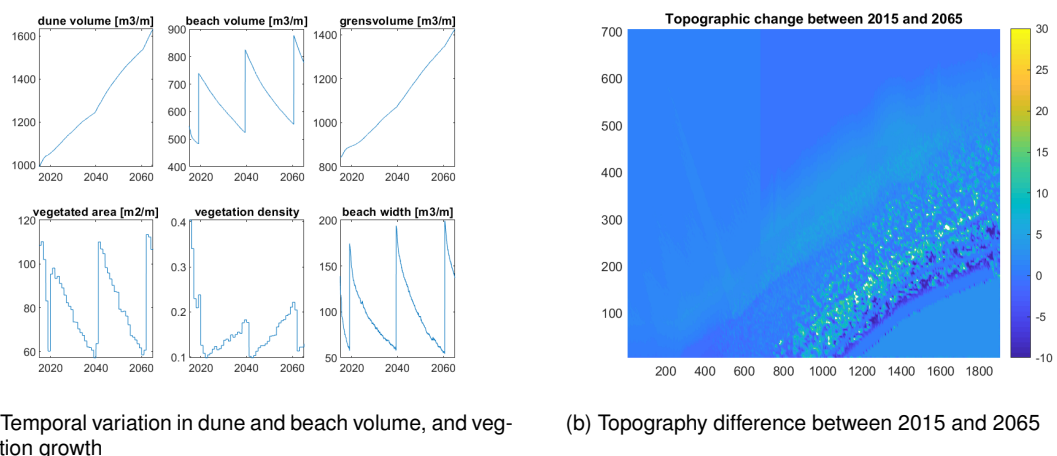 dune volume [m3/m]
1600
1400
1200
1000
2020 2040 2060
beach volume [m3/m]
900
800
700
600
500
400
2020 2040 2060
grensvolume [m3/m]
1400
1200
1000
800
2020 2040 2060
vegetated area [m2/m]
120
100
80
60
2020 2040 2060
vegetation density
0.4
0.3
0.2
0.1
2020 2040 2060
beach width [m3/m]
200
150
100
50
2020 2040 2060
Temporal variation in dune and beach volume, and veg-
tion growth
Topographic change between 2015 and 2065
700
600
500
400
300
200
100
200 400 600 800 1000 1200 1400 1600 1800
30
25
20
15
10
5
0
-5
-10
(b) Topography difference between 2015 and 2065